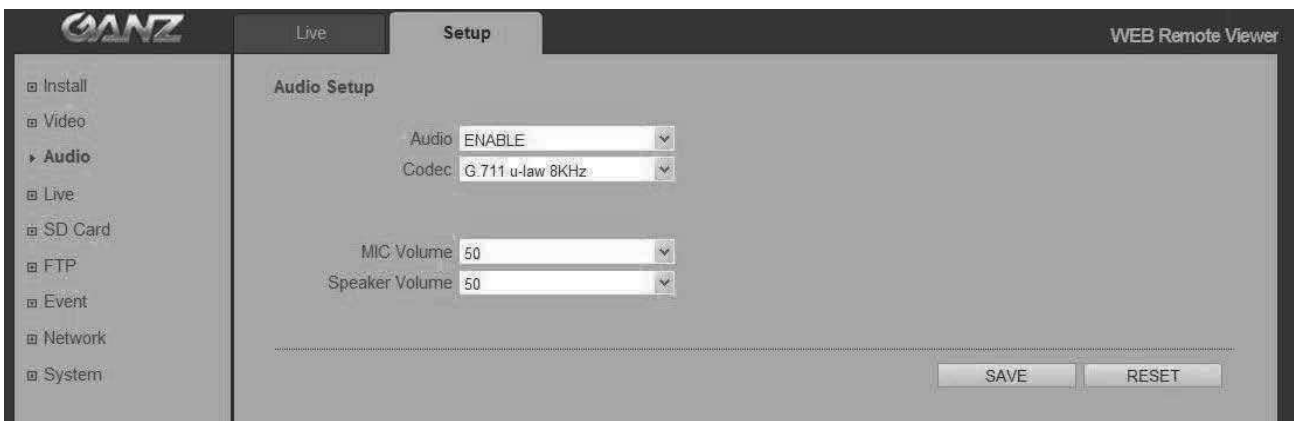 GANZ
Live
Setup
WEB Remote Viewer
Install
Video
Audio
Live
SD Card
FTP
Event
Network
System
Audio Setup
Audio ENABLE
Codec G.711 u-law 8KHz
MIC Volume 50
Speaker Volume 50
SAVE
RESET